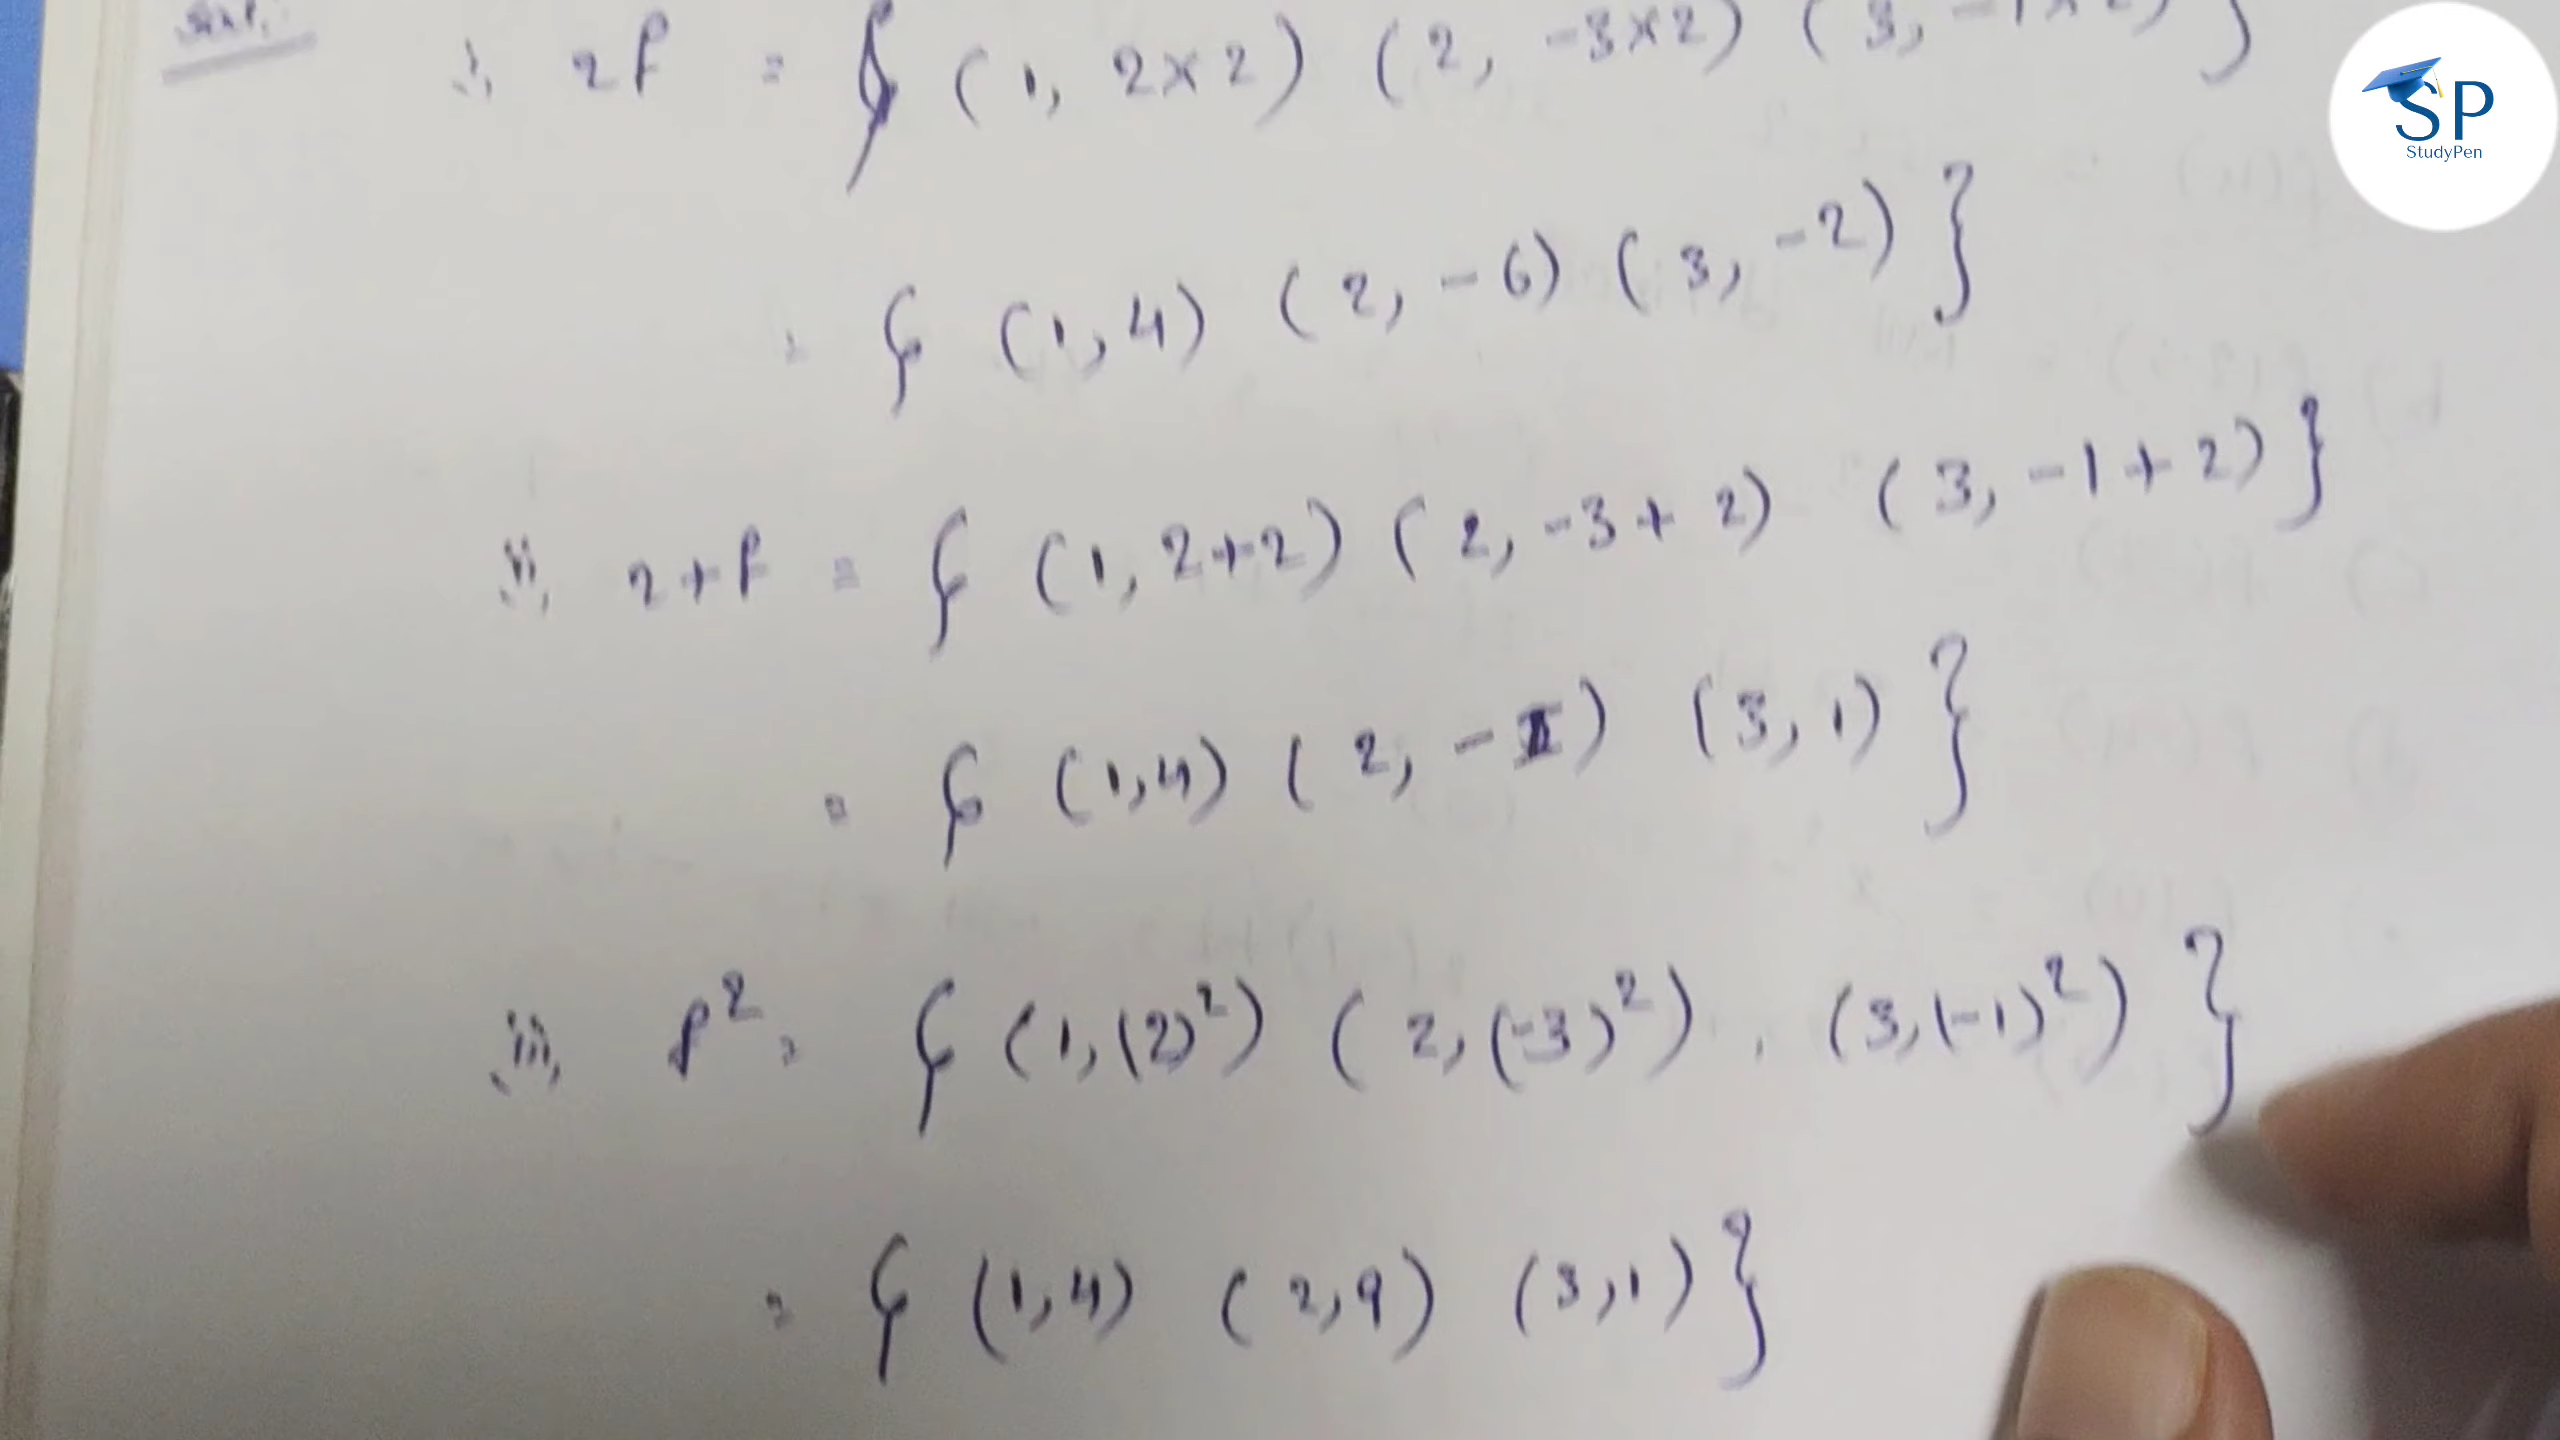 Sol.
i, 2f = { (1, 2×2) (2, -3×2) (3, -1×2) }
= { (1,4) (2, -6) (3, -2) }
ii, 2+f = { (1, 2+2) (2, -3+2) (3, -1+2) }
= { (1,4) (2, -1) (3,1) }
iii, f² = { (1,(2)²) (2,(-3)²) , (3,(-1)²) }
= { (1,4) (2,9) (3,1) }
SP
StudyPen